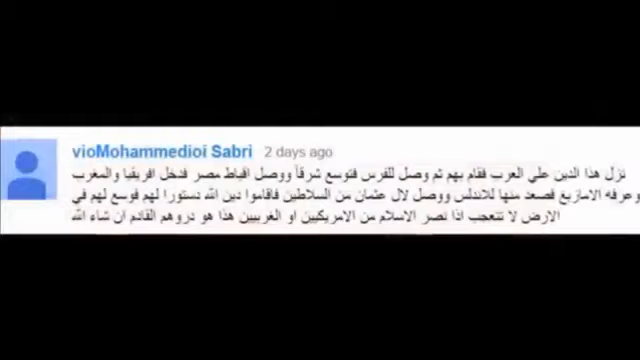 vioMohammedioi Sabri 2 days ago
نزل هذا الدين علي العرب فقام بهم ثم وصل للفرس فتوسع شرقاً ووصل اقباط مصر فدخل افريقيا والمغرب
وعرفه الامازيغ فصعد منها للاندلس ووصل لال عثمان من السلاطين فاقاموا دين الله دستورا لهم فوسع لهم في
الارض لا تتعجب اذا نصر الاسلام من الامريكيين او الغربيين هذا هو دروهم القادم ان شاء الله